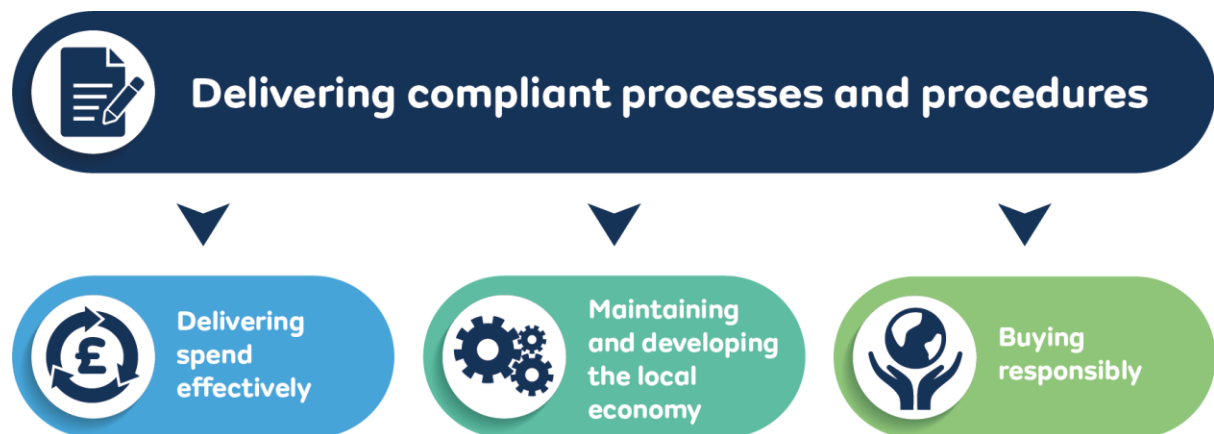 Delivering compliant processes and procedures
Delivering
spend
effectively
Maintaining
and developing
the local
economy
Buying
responsibly
£